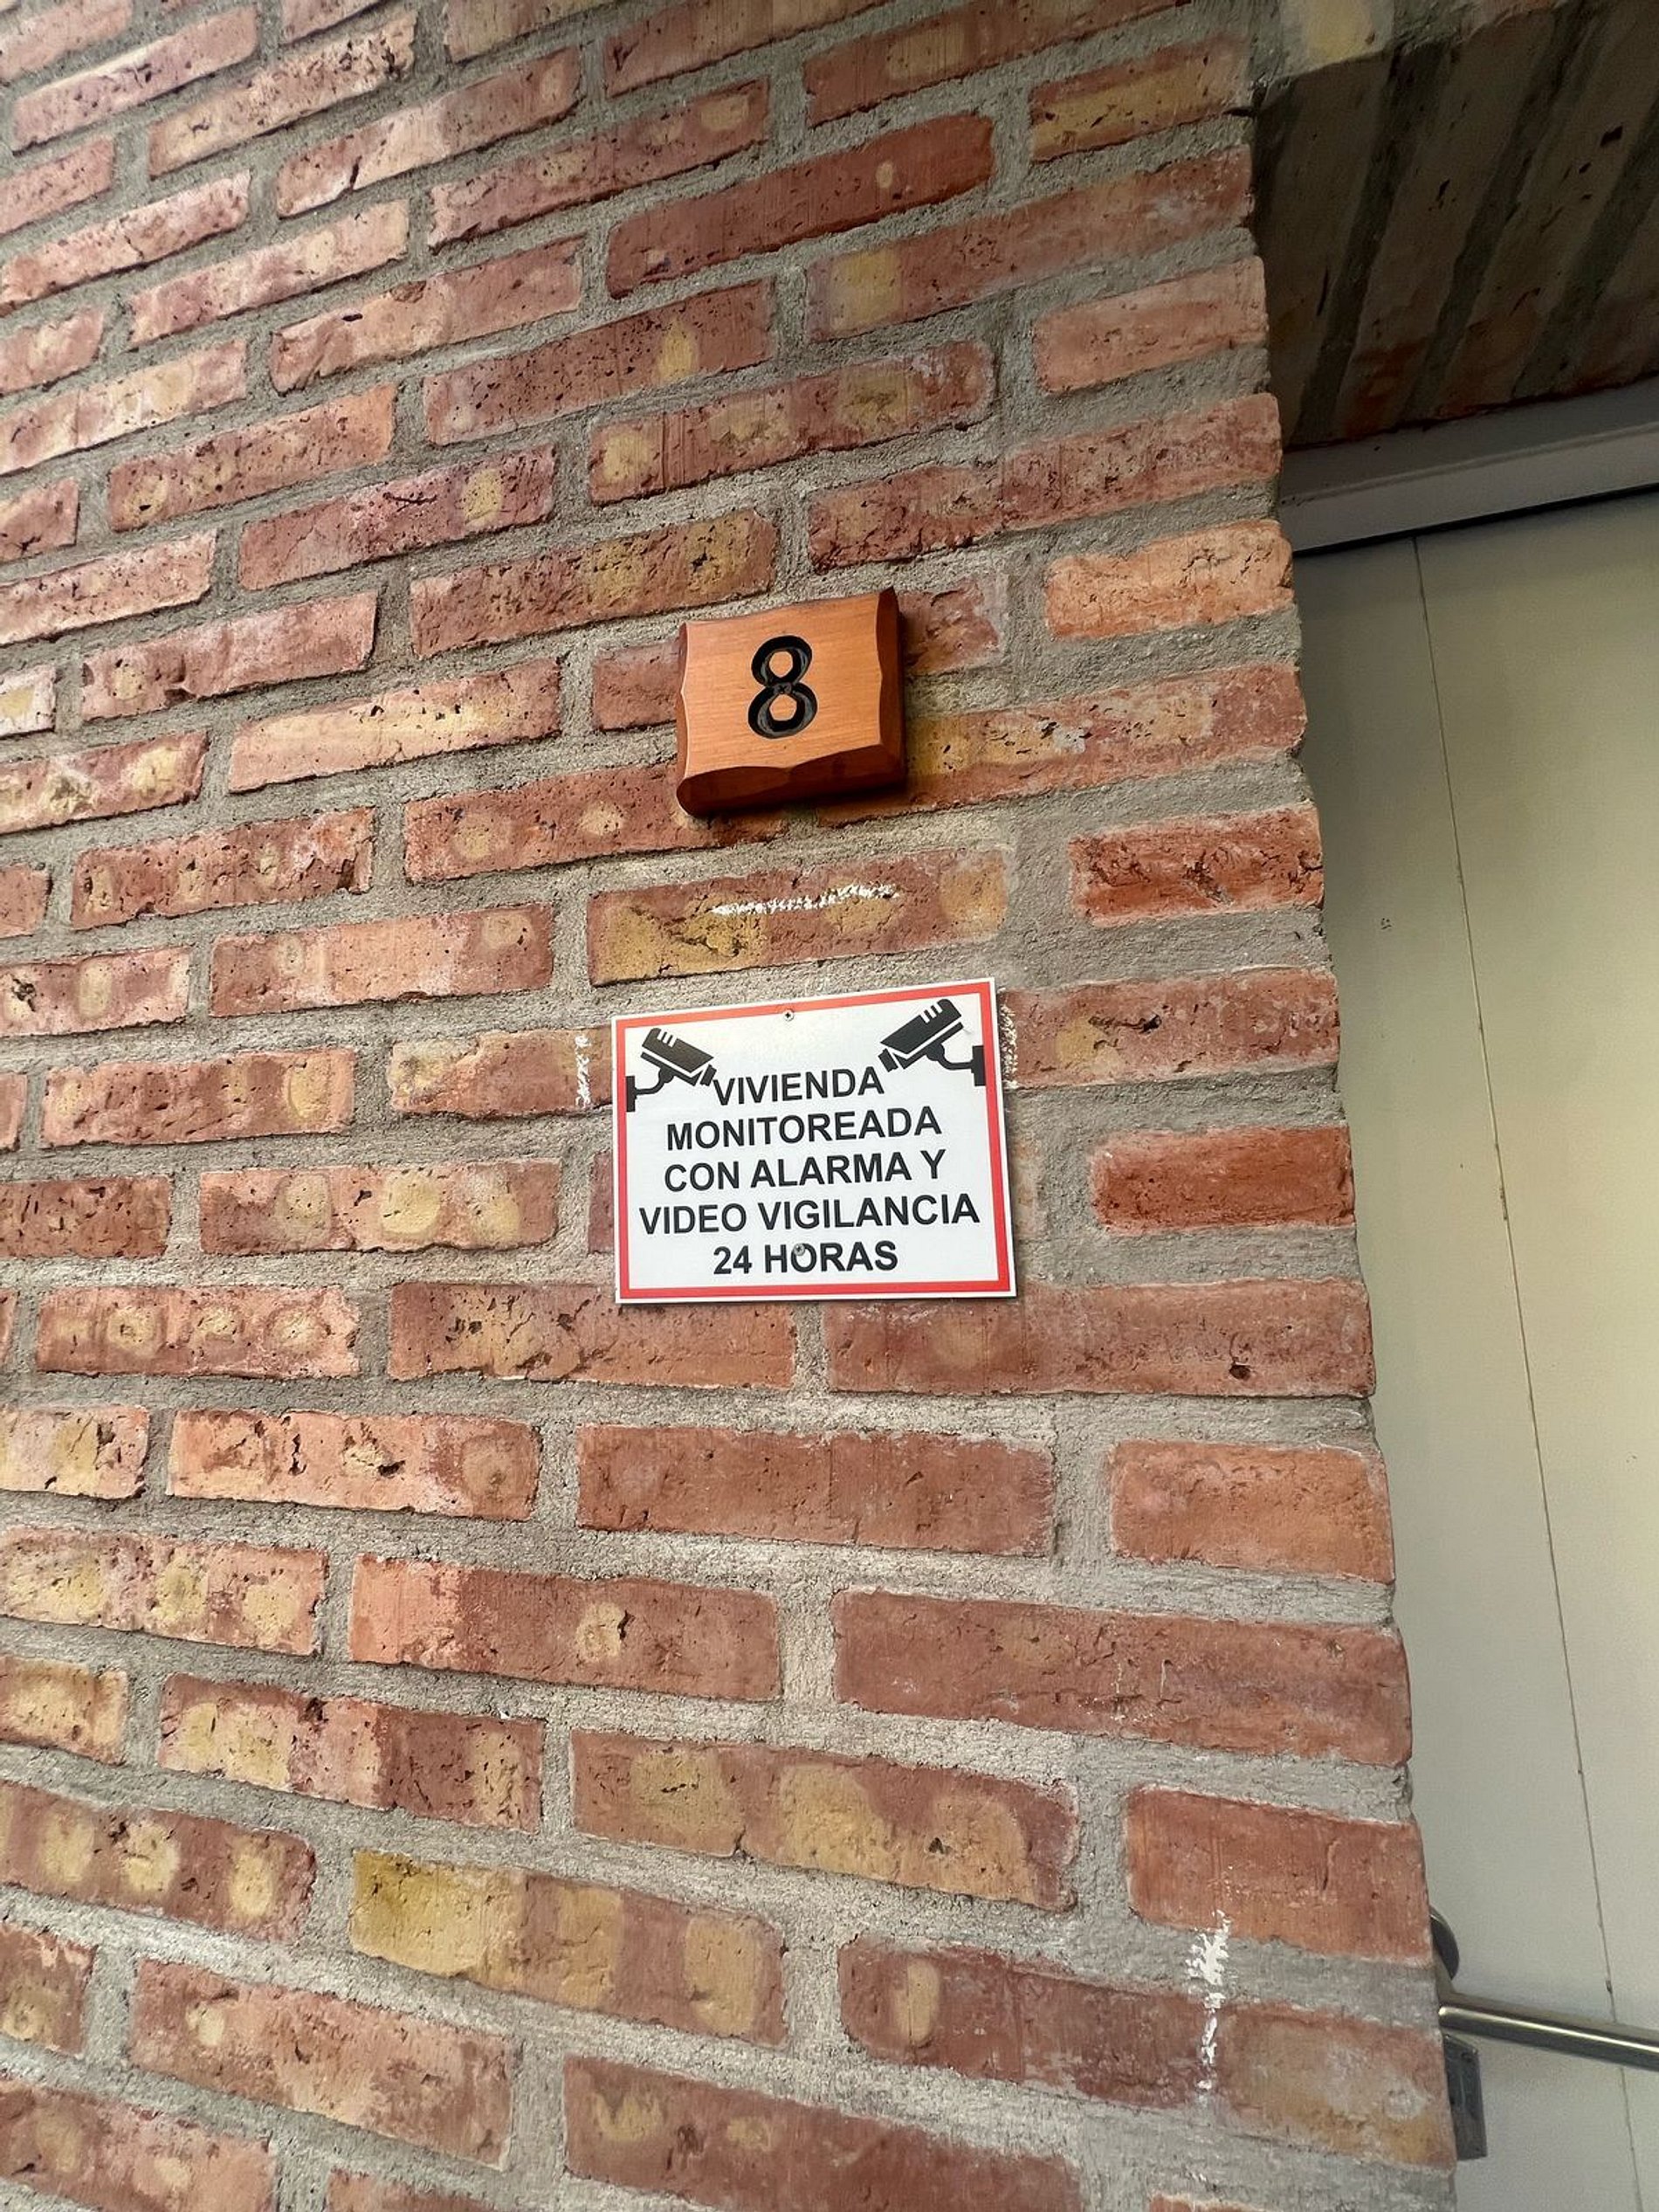 8
VIVIENDA
MONITOREADA
CON ALARMA Y
VIDEO VIGILANCIA
24 HORAS